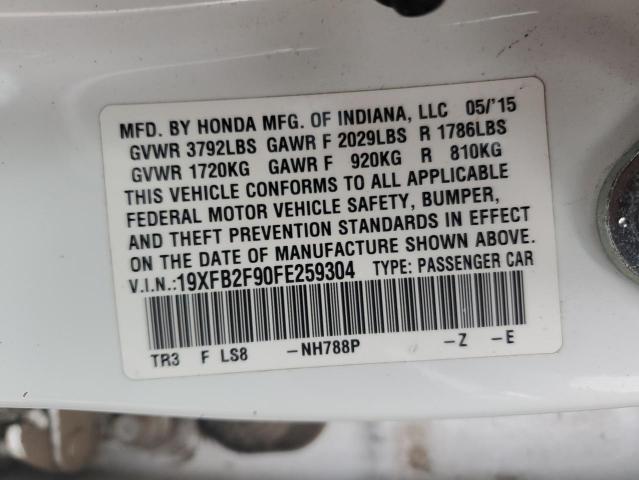 MFD. BY HONDA MFG. OF INDIANA, LLC 05/'15
GVWR 3792LBS GAWR F 2029LBS R 1786LBS
GVWR 1720KG GAWR F 920KG R 810KG
THIS VEHICLE CONFORMS TO ALL APPLICABLE
FEDERAL MOTOR VEHICLE SAFETY, BUMPER,
AND THEFT PREVENTION STANDARDS IN EFFECT
ON THE DATE OF MANUFACTURE SHOWN ABOVE.
V.I.N.:19XFB2F90FE259304 TYPE: PASSENGER CAR
TR3 F LS8 -NH788P -Z -E